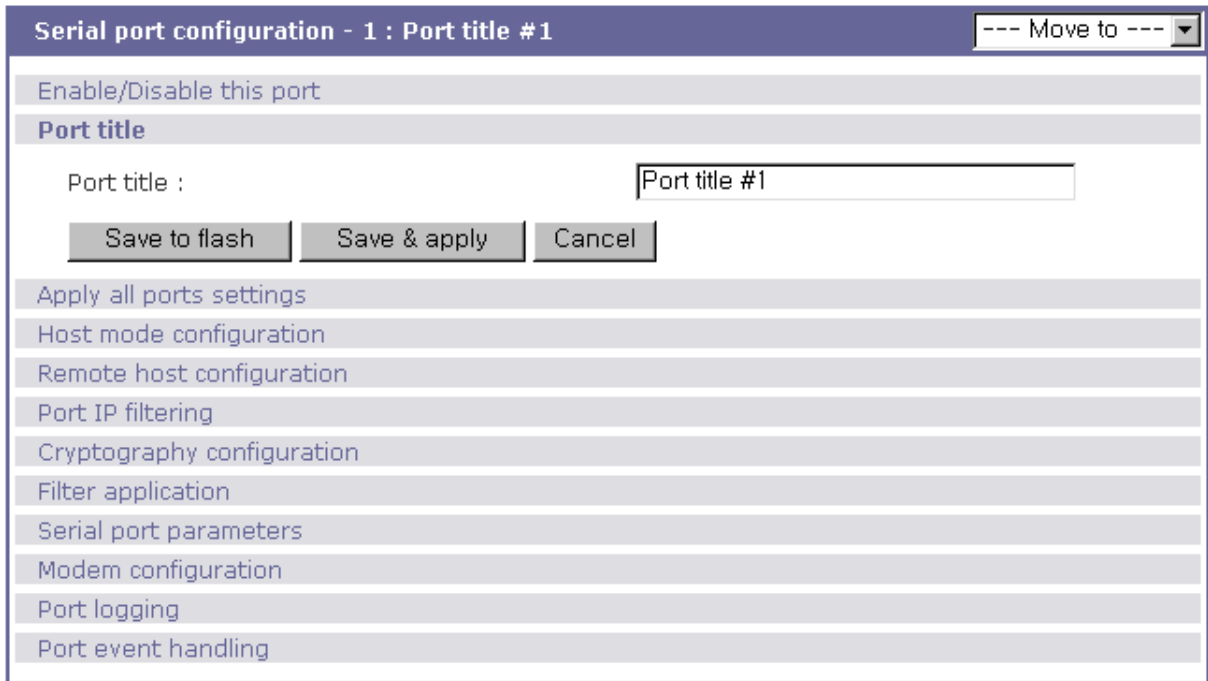 Serial port configuration - 1 : Port title #1 --- Move to ---
Enable/Disable this port
Port title
Port title : Port title #1
Save to flash Save & apply Cancel
Apply all ports settings
Host mode configuration
Remote host configuration
Port IP filtering
Cryptography configuration
Filter application
Serial port parameters
Modem configuration
Port logging
Port event handling